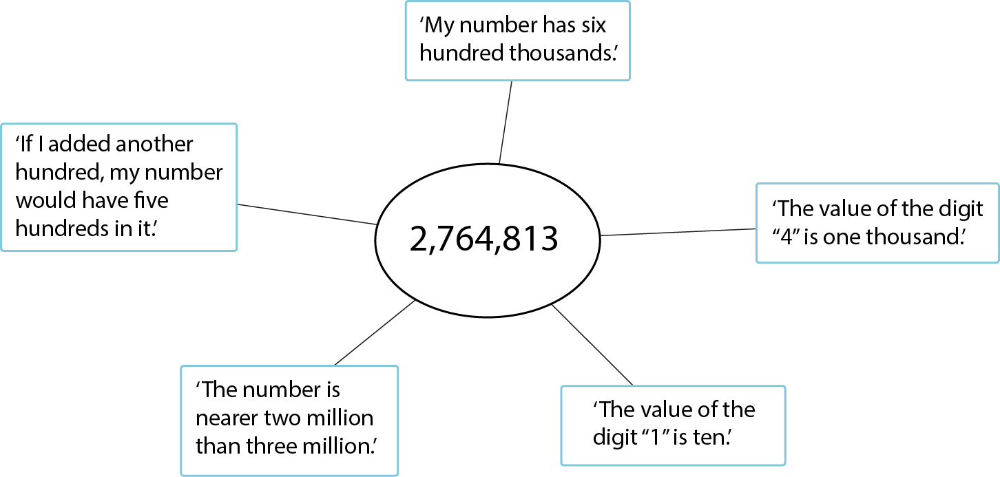 ‘My number has six
hundred thousands.’
‘If I added another
hundred, my number
would have five
hundreds in it.’
‘The value of the digit
“4” is one thousand.’
2,764,813
‘The number is
nearer two million
than three million.’
‘The value of the
digit “1” is ten.’